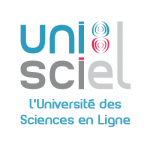 uni
sciel
l'Université des
Sciences en Ligne